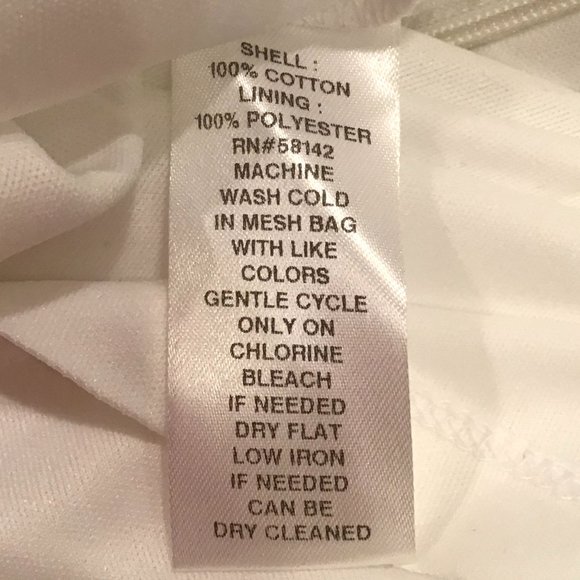 SHELL :
100% COTTON
LINING :
100% POLYESTER
RN#58142
MACHINE
WASH COLD
IN MESH BAG
WITH LIKE
COLORS
GENTLE CYCLE
ONLY ON
CHLORINE
BLEACH
IF NEEDED
DRY FLAT
LOW IRON
IF NEEDED
CAN BE
DRY CLEANED